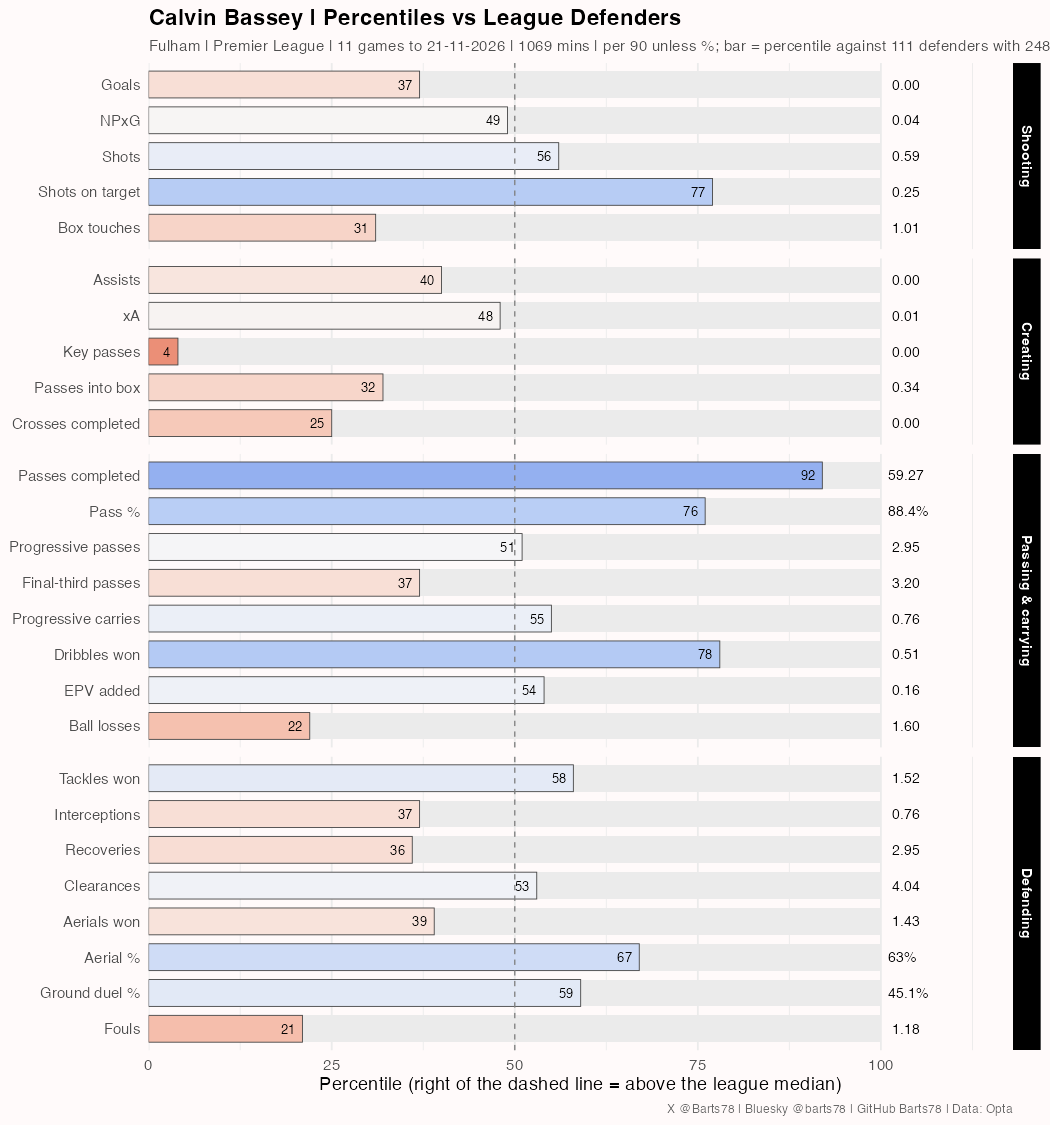 Calvin Bassey | Percentiles vs League Defenders
Fulham | Premier League | 11 games to 21-11-2026 | 1069 mins | per 90 unless %; bar = percentile against 111 defenders with 248
Shooting
Goals 37 0.00
NPxG 49 0.04
Shots 56 0.59
Shots on target 77 0.25
Box touches 31 1.01
Creating
Assists 40 0.00
xA 48 0.01
Key passes 4 0.00
Passes into box 32 0.34
Crosses completed 25 0.00
Passing & carrying
Passes completed 92 59.27
Pass % 76 88.4%
Progressive passes 51 2.95
Final-third passes 37 3.20
Progressive carries 55 0.76
Dribbles won 78 0.51
EPV added 54 0.16
Ball losses 22 1.60
Defending
Tackles won 58 1.52
Interceptions 37 0.76
Recoveries 36 2.95
Clearances 53 4.04
Aerials won 39 1.43
Aerial % 67 63%
Ground duel % 59 45.1%
Fouls 21 1.18
0 25 50 75 100
Percentile (right of the dashed line = above the league median)
X @Barts78 | Bluesky @barts78 | GitHub Barts78 | Data: Opta